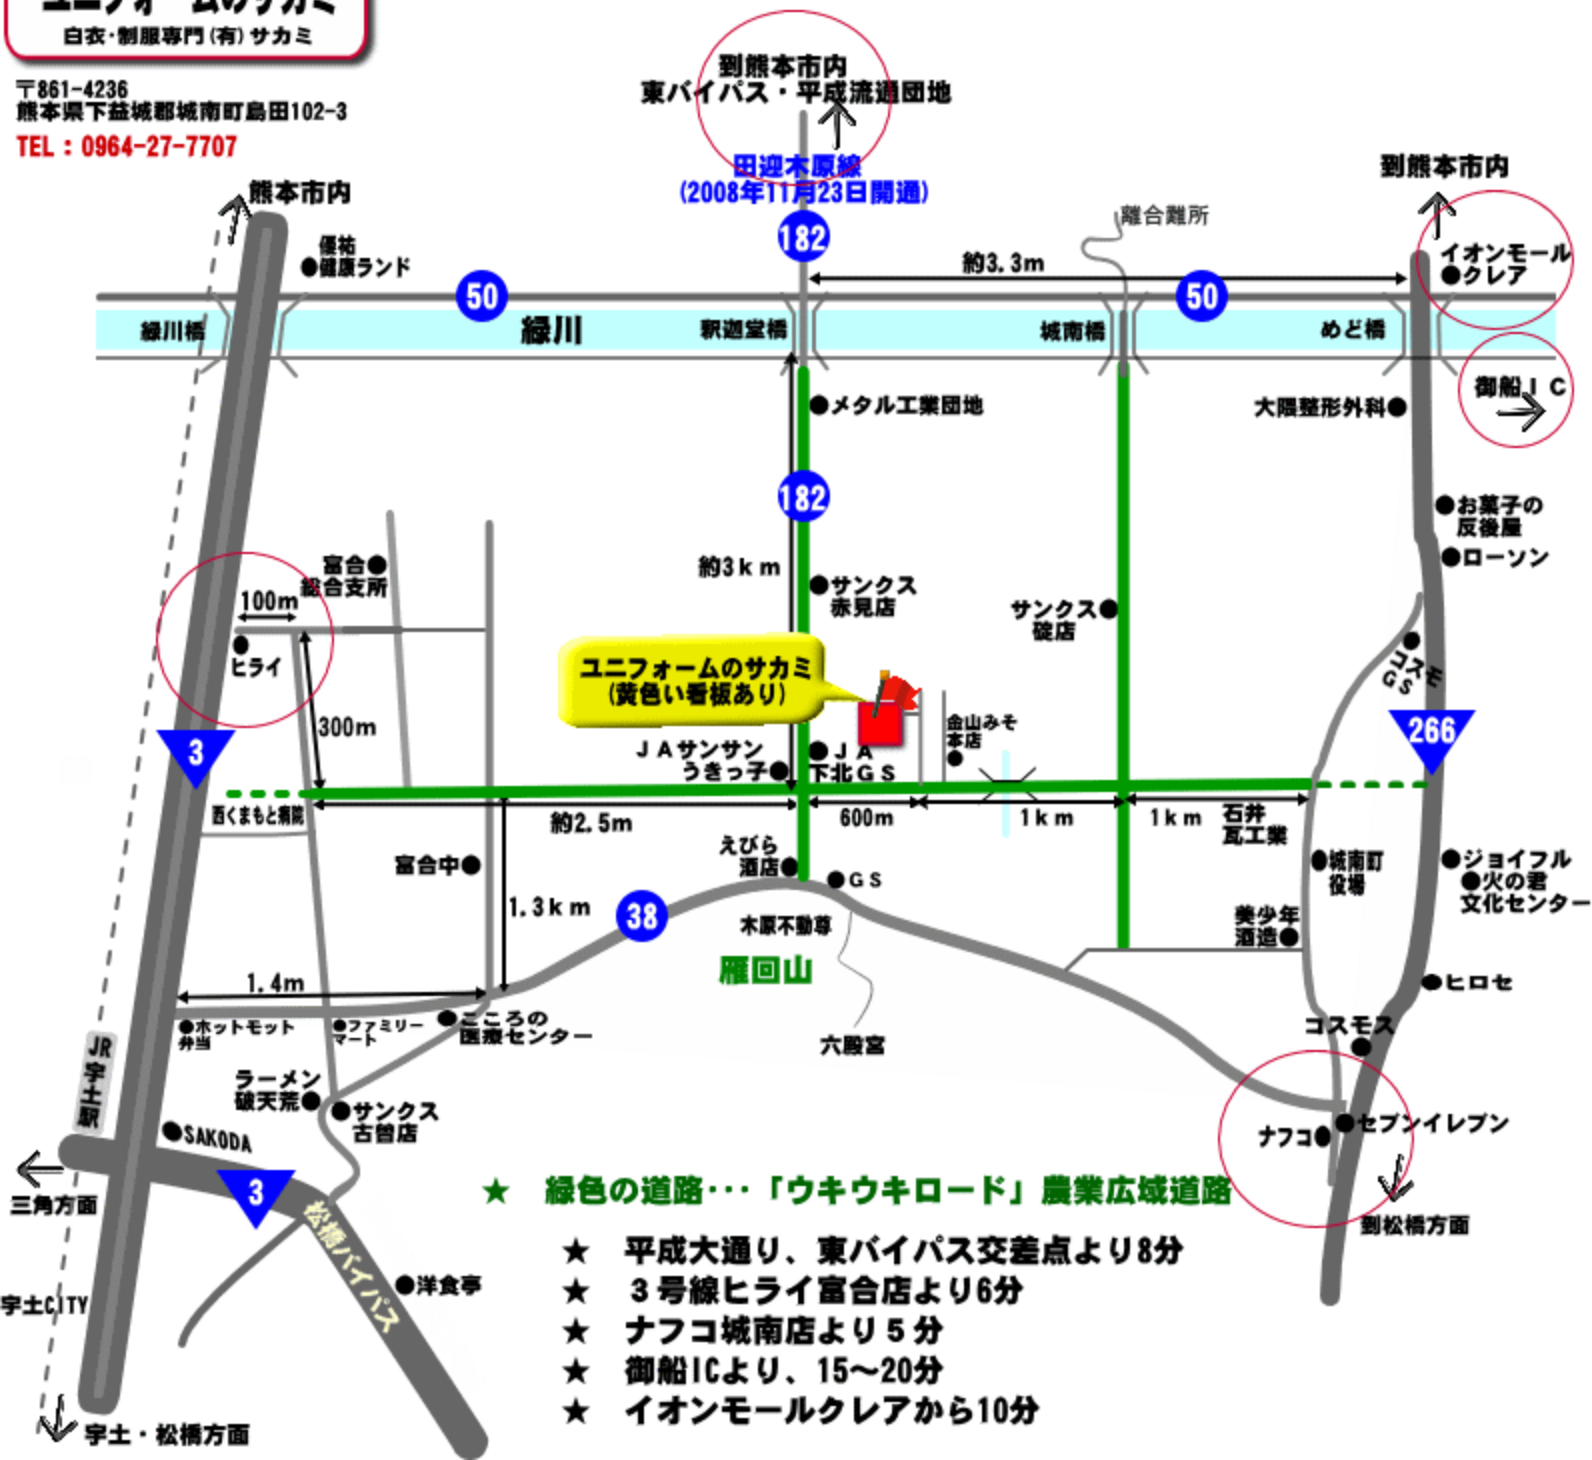 ユニフォームのサカミ
白衣・制服専門(有)サカミ
〒861-4236
熊本県下益城郡城南町島田102-3
TEL：0964-27-7707
到熊本市内
東バイパス・平成流通団地
田迎木原線
(2008年11月23日開通)
182
熊本市内
優祐
健康ランド
50
離合難所
約3.3m
50
到熊本市内
イオンモール
クレア
緑川橋
緑川
釈迦堂橋
城南橋
めど橋
御船ＩＣ
メタル工業団地
大隈整形外科
182
お菓子の
反後屋
ローソン
富合
総合支所
約3ｋｍ
サンクス
赤見店
サンクス
碇店
100m
ヒライ
コスモ
ＧＳ
ユニフォームのサカミ
(黄色い看板あり)
300m
3
金山みそ
本店
266
ＪＡサンサン
うきっ子
ＪＡ
下北ＧＳ
西くまもと病院
約2.5m
600m
1ｋｍ
1ｋｍ
石井
瓦工業
富合中
えびら
酒店
ＧＳ
城南町
役場
ジョイフル
火の君
文化センター
1.3ｋｍ
38
木原不動尊
美少年
酒造
雁回山
1.4m
ヒロセ
ホットモット
弁当
ファミリー
マート
こころの
医療センター
六殿宮
コスモス
JR宇土駅
ラーメン
破天荒
サンクス
古曽店
SAKODA
ナフコ
セブンイレブン
三角方面
3
松橋バイパス
到松橋方面
洋食亭
宇土CITY
宇土・松橋方面
★ 緑色の道路･･･「ウキウキロード」農業広域道路
★ 平成大通り、東バイパス交差点より8分
★ ３号線ヒライ富合店より6分
★ ナフコ城南店より５分
★ 御船ICより、15～20分
★ イオンモールクレアから10分